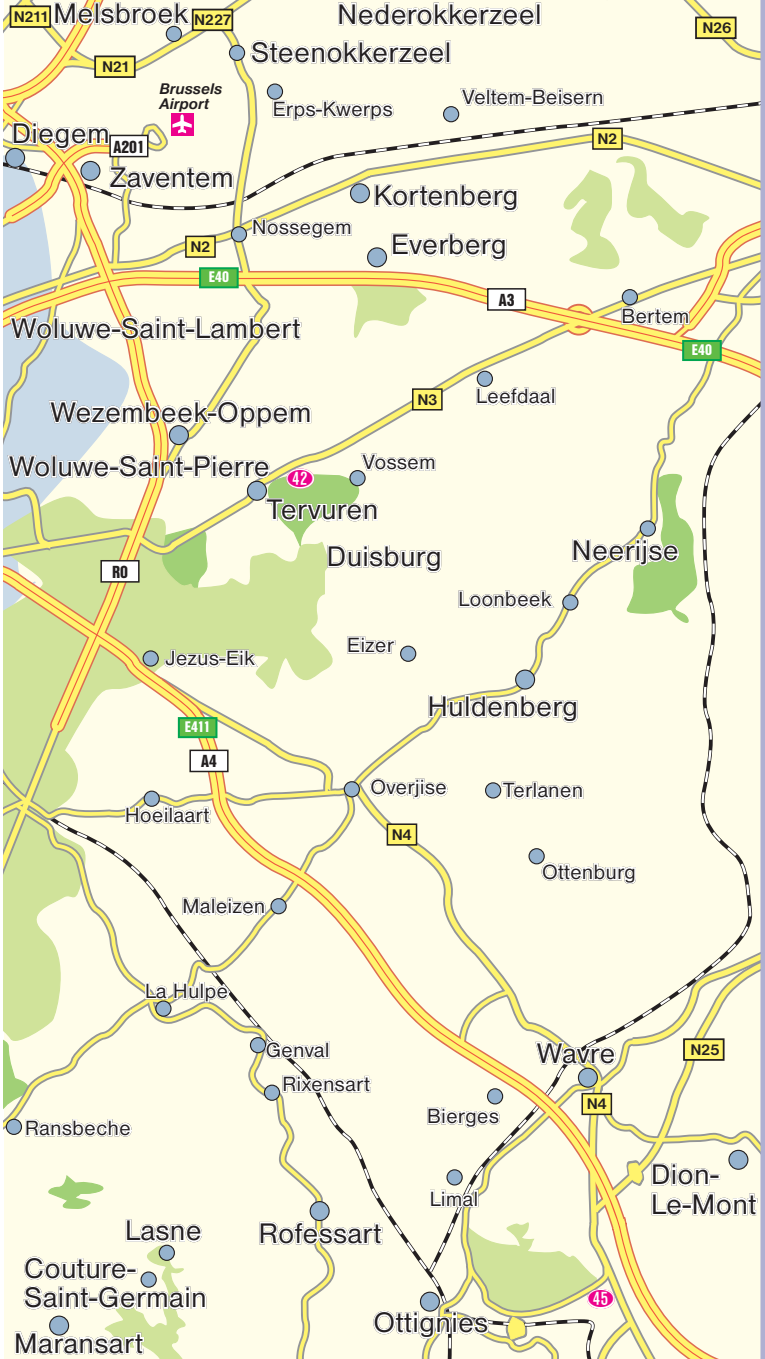 N211
Melsbroek
N227
Nederokkerzeel
N26
Steenokkerzeel
N21
Brussels
Airport
Erps-Kwerps
Veltem-Beisern
Diegem
A201
N2
Zaventem
Kortenberg
Nossegem
N2
Everberg
E40
A3
Bertem
Woluwe-Saint-Lambert
E40
Leefdaal
N3
Wezembeek-Oppem
Woluwe-Saint-Pierre
42
Vossem
Tervuren
Neerijse
Duisburg
R0
Loonbeek
Eizer
Jezus-Eik
Huldenberg
E411
A4
Overjise
Terlanen
Hoeilaart
N4
Ottenburg
Maleizen
La Hulpe
Genval
Wavre
N25
Rixensart
N4
Bierges
Ransbeche
Dion-
Le-Mont
Limal
Lasne
Rofessart
Couture-
Saint-Germain
45
Ottignies
Maransart